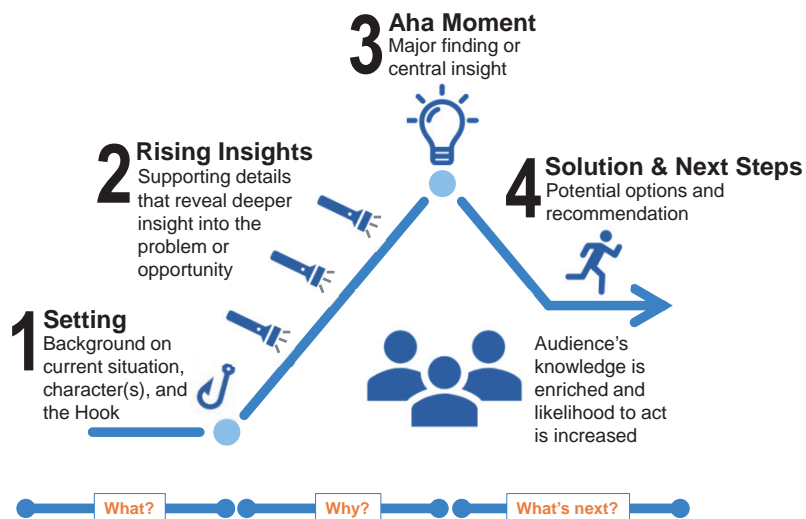 3 Aha Moment
Major finding or
central insight
2 Rising Insights
Supporting details
that reveal deeper
insight into the
problem or
opportunity
4 Solution & Next Steps
Potential options and
recommendation
1 Setting
Background on
current situation,
character(s), and
the Hook
Audience's
knowledge is
enriched and
likelihood to act
is increased
What?
Why?
What's next?